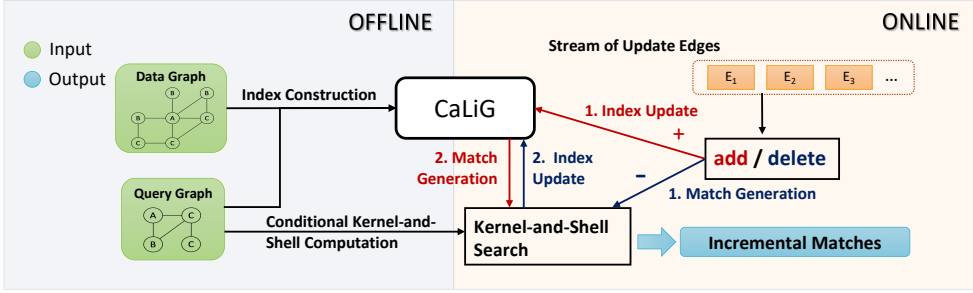 OFFLINE
ONLINE
Input
Output
Data Graph
B
B
B
A
C
C
C
Index Construction
CaLiG
Stream of Update Edges
E1
E2
E3
...
1. Index Update
+
add / delete
2. Match
Generation
2. Index
Update
−
1. Match Generation
Query Graph
A
C
B
C
Conditional Kernel-and-
Shell Computation
Kernel-and-Shell
Search
Incremental Matches